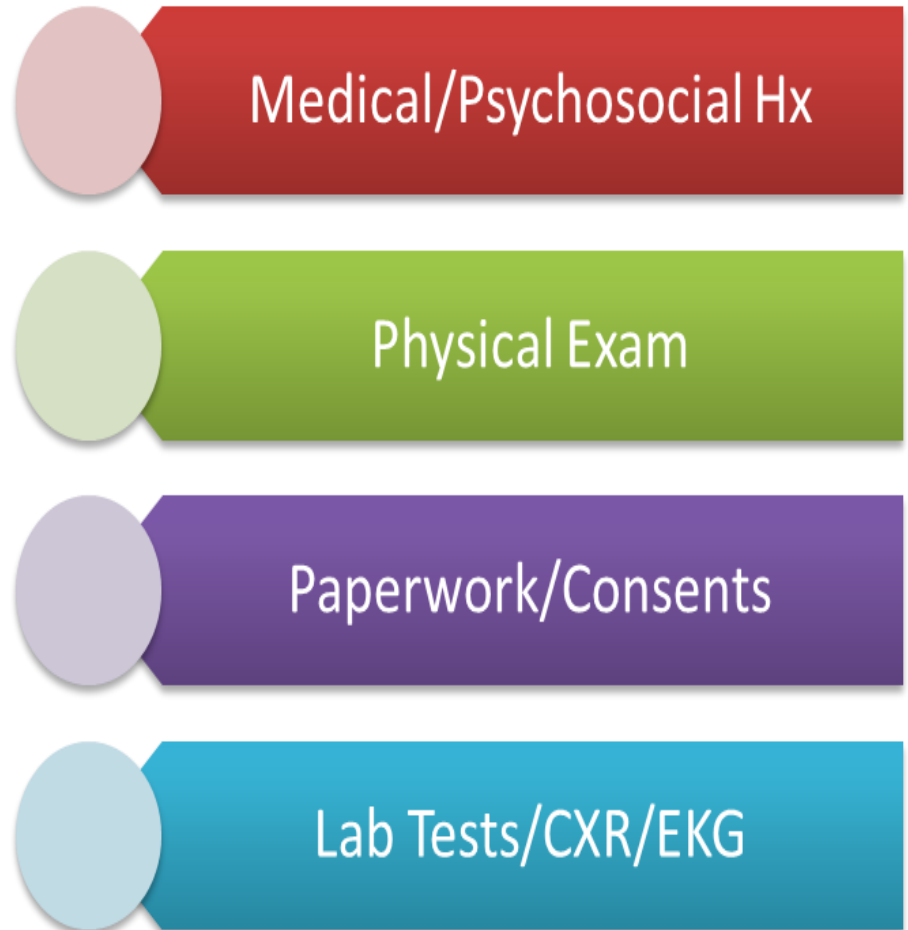 Medical/Psychosocial Hx
Physical Exam
Paperwork/Consents
Lab Tests/CXR/EKG